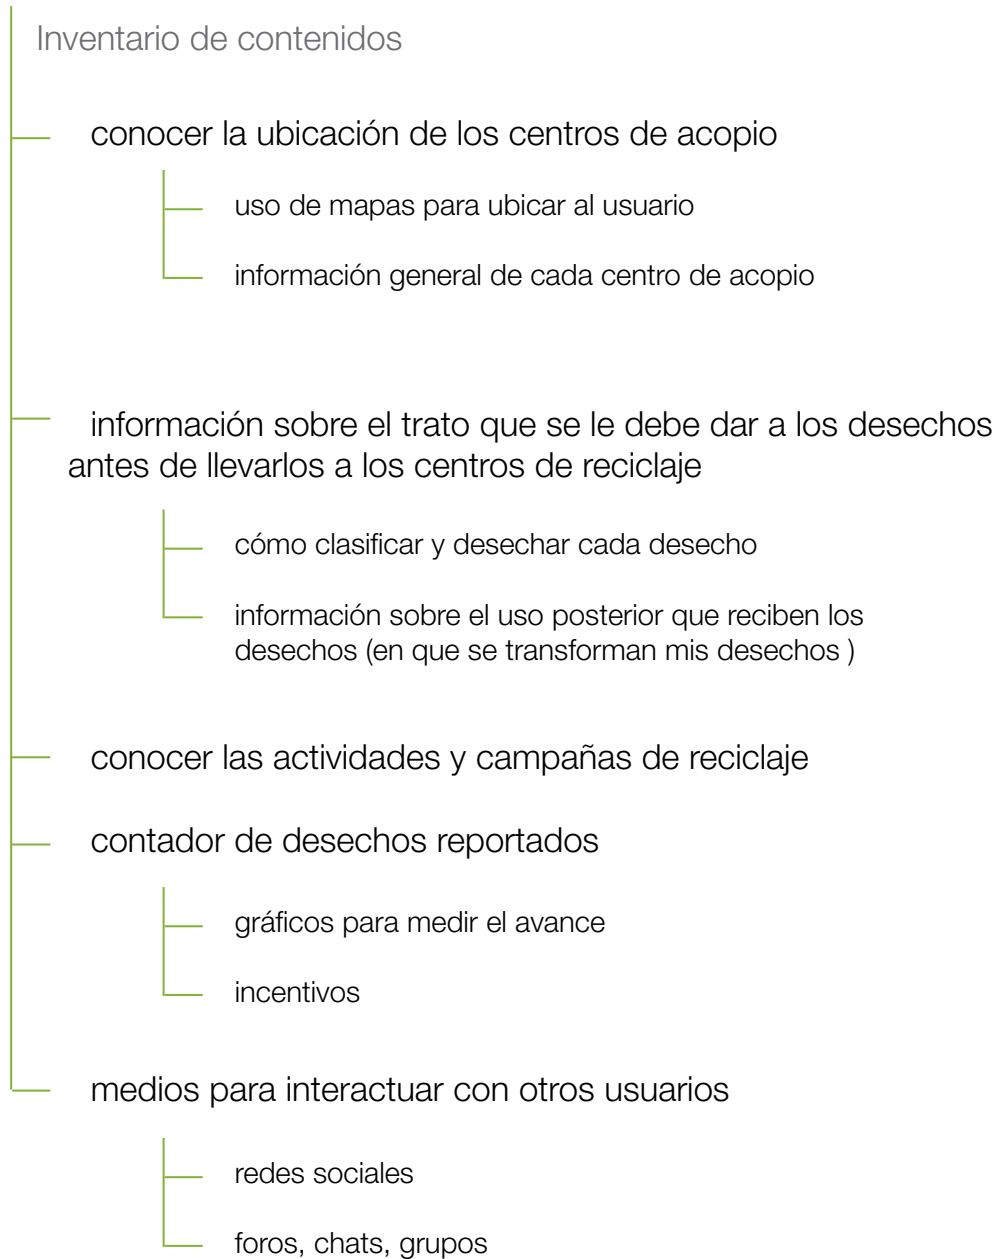 Inventario de contenidos
conocer la ubicación de los centros de acopio
uso de mapas para ubicar al usuario
información general de cada centro de acopio
información sobre el trato que se le debe dar a los desechos
antes de llevarlos a los centros de reciclaje
cómo clasificar y desechar cada desecho
información sobre el uso posterior que reciben los
desechos (en que se transforman mis desechos )
conocer las actividades y campañas de reciclaje
contador de desechos reportados
gráficos para medir el avance
incentivos
medios para interactuar con otros usuarios
redes sociales
foros, chats, grupos